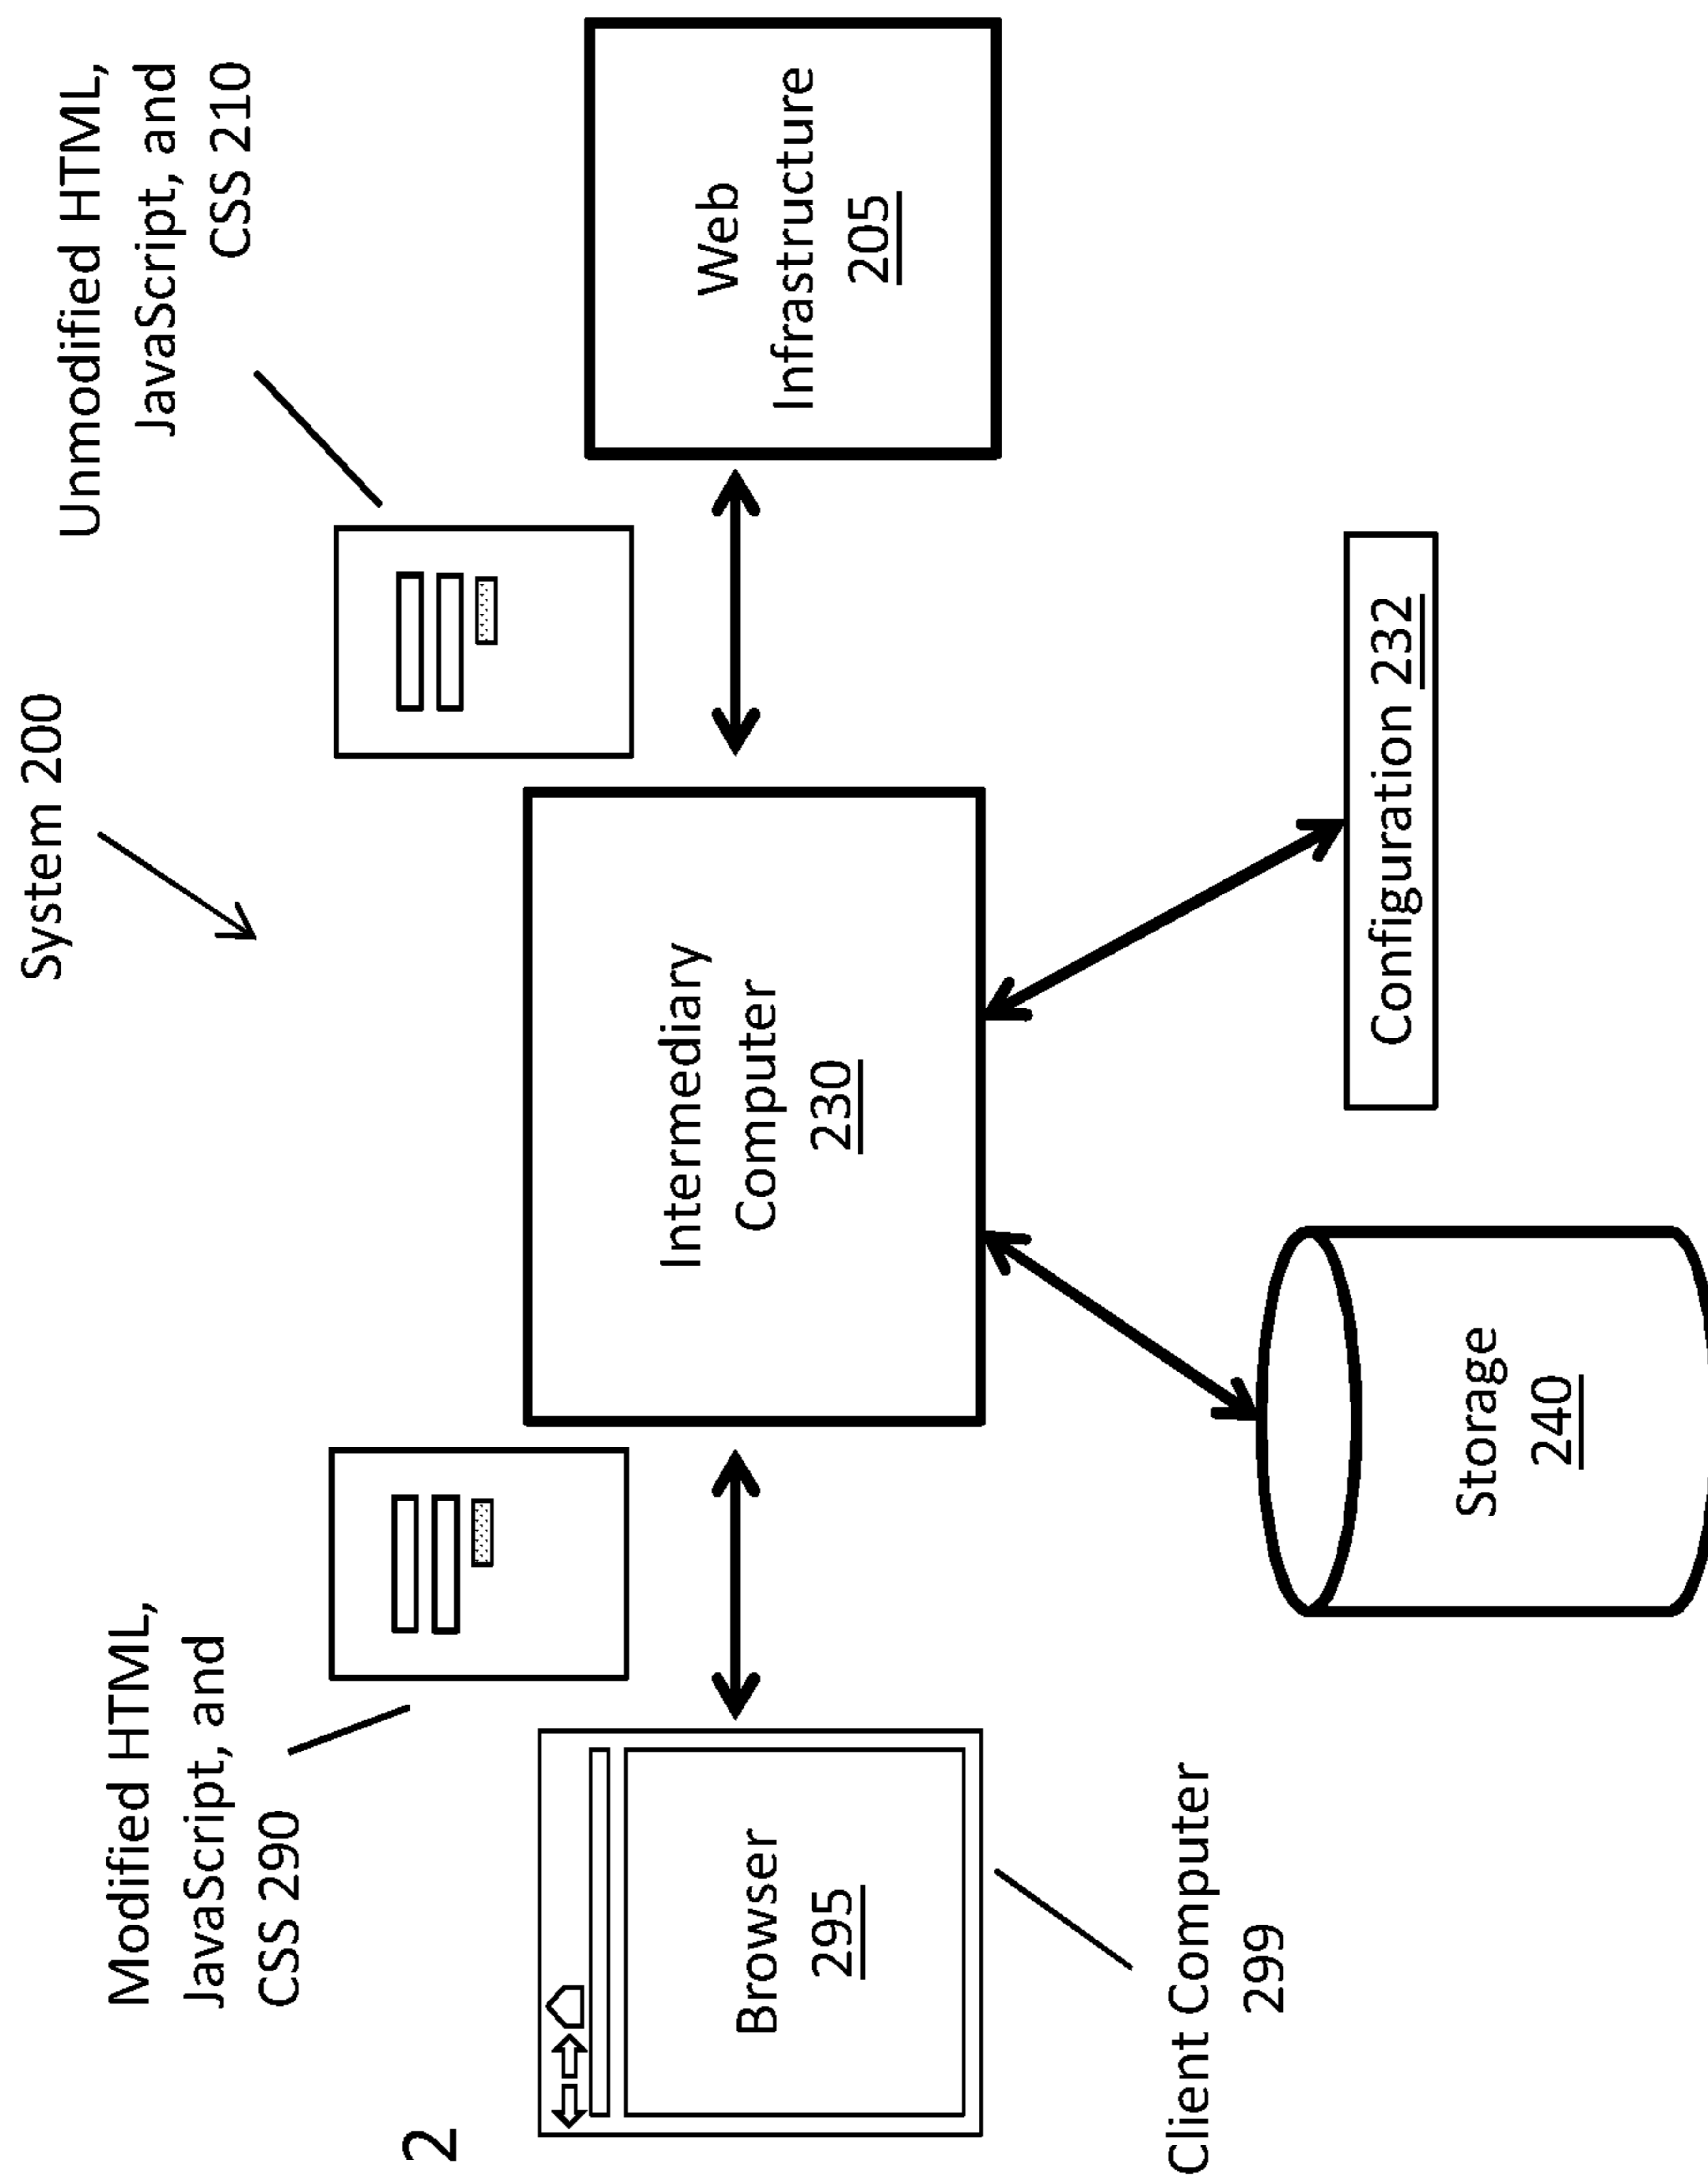 System 200
Unmodified HTML,
JavaScript, and
CSS 210
Modified HTML,
JavaScript, and
CSS 290
2
Browser
295
Intermediary
Computer
230
Web
Infrastructure
205
Client Computer
299
Storage
240
Configuration 232